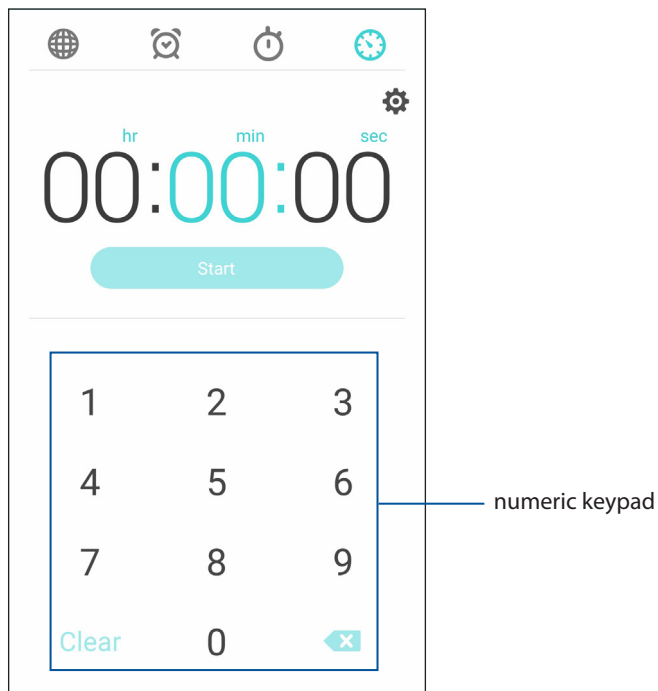 hr min sec
00:00:00
Start
1 2 3
4 5 6
numeric keypad
7 8 9
Clear 0